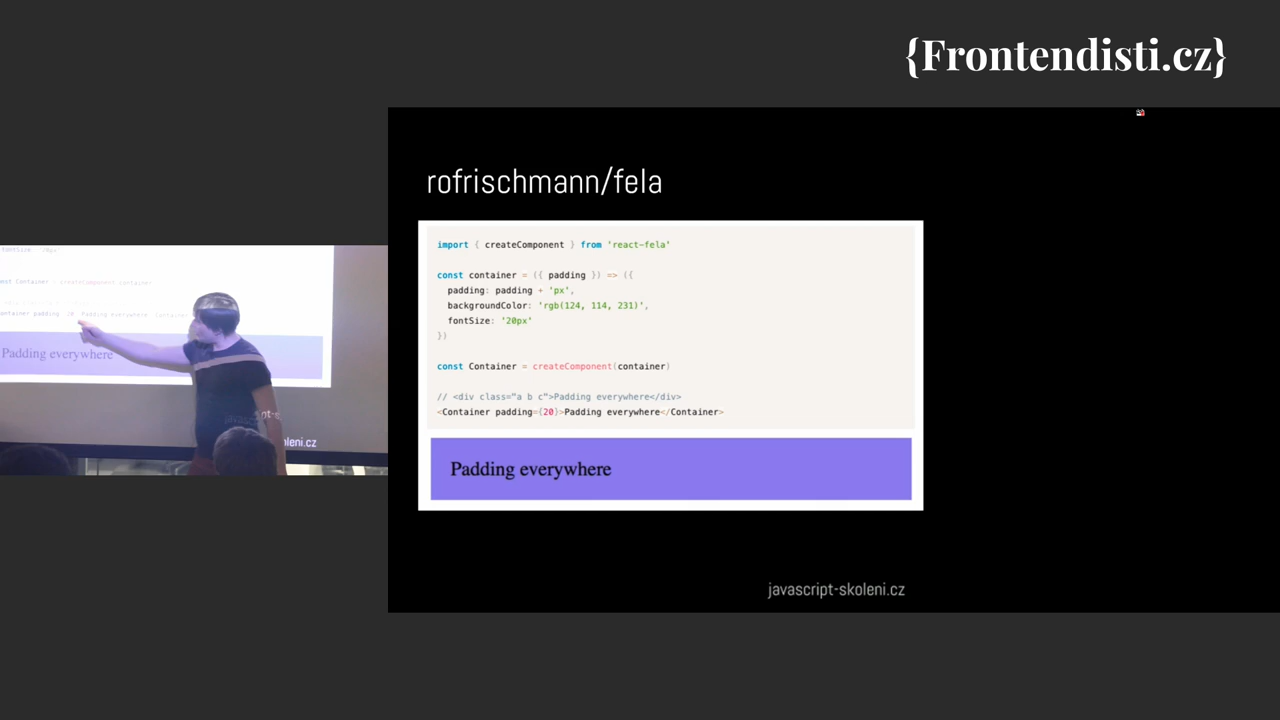 {Frontendisti.cz}
rofrischmann/fela
import { createComponent } from 'react-fela'
const container = ({ padding }) => ({
padding: padding + 'px',
backgroundColor: 'rgb(124, 114, 231)',
fontSize: '20px'
})
const Container = createComponent(container)
// <div class="a b c">Padding everywhere</div>
<Container padding={20}>Padding everywhere</Container>
Padding everywhere
javascript-skoleni.cz
Padding everywhere